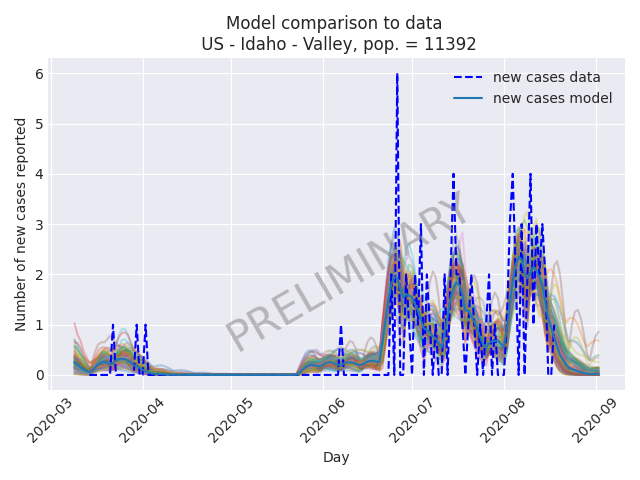 Model comparison to data
US - Idaho - Valley, pop. = 11392
Number of new cases reported
6
5
4
3
2
1
0
new cases data
new cases model
PRELIMINARY
2020-03
2020-04
2020-05
2020-06
2020-07
2020-08
2020-09
Day